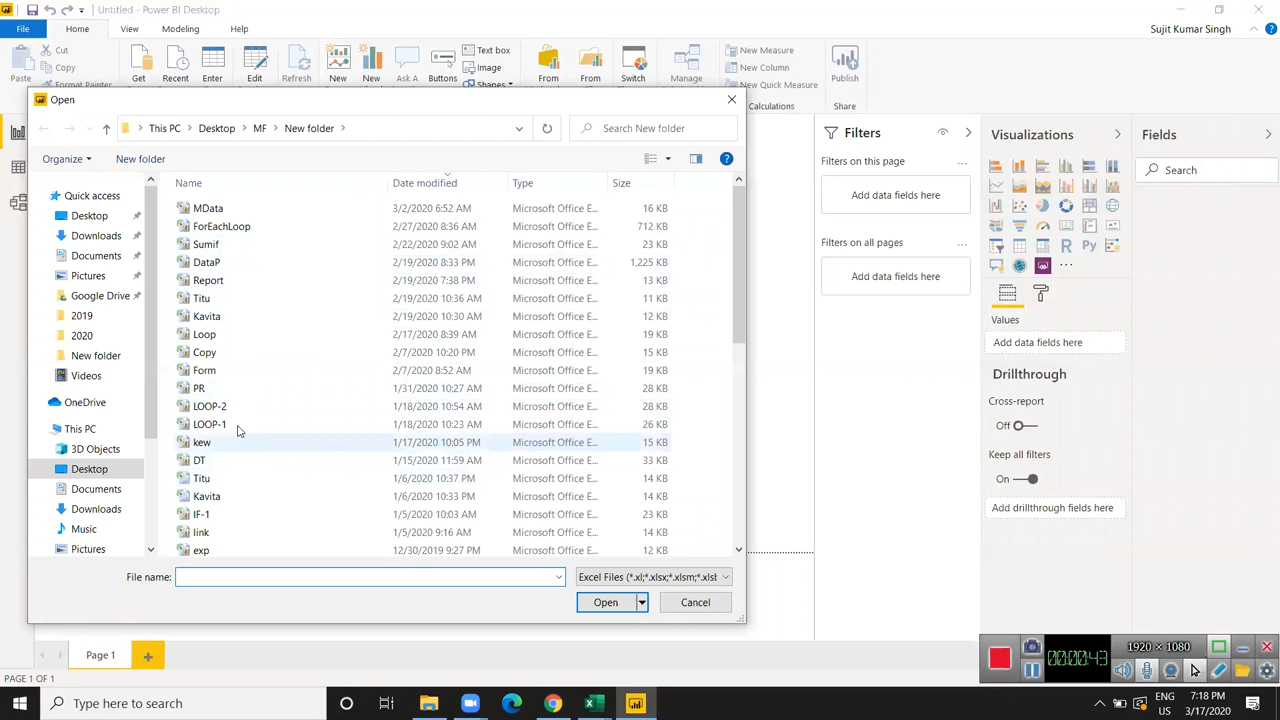 Untitled - Power BI Desktop
File
Home
View
Modeling
Help
Sujit Kumar Singh
Paste
Cut
Copy
Format Painter
Get
Recent
Enter
Edit
Refresh
New
New
Ask A
Buttons
Text box
Image
Shapes
From
From
Switch
Manage
New Measure
New Column
New Quick Measure
Calculations
Publish
Share
Open
This PC
Desktop
MF
New folder
Search New folder
Organize
New folder
Name
Date modified
Type
Size
Quick access
Desktop
Downloads
Documents
Pictures
Google Drive
2019
2020
New folder
Videos
OneDrive
This PC
3D Objects
Desktop
Documents
Downloads
Music
Pictures
MData 3/2/2020 6:52 AM Microsoft Office E... 16 KB
ForEachLoop 2/27/2020 8:36 AM Microsoft Office E... 712 KB
Sumif 2/22/2020 9:02 AM Microsoft Office E... 23 KB
DataP 2/19/2020 8:33 PM Microsoft Office E... 1,225 KB
Report 2/19/2020 7:38 PM Microsoft Office E... 13 KB
Titu 2/19/2020 10:36 AM Microsoft Office E... 11 KB
Kavita 2/19/2020 10:30 AM Microsoft Office E... 12 KB
Loop 2/17/2020 8:39 AM Microsoft Office E... 19 KB
Copy 2/7/2020 10:20 PM Microsoft Office E... 15 KB
Form 2/7/2020 8:52 AM Microsoft Office E... 19 KB
PR 1/31/2020 10:27 AM Microsoft Office E... 28 KB
LOOP-2 1/18/2020 10:54 AM Microsoft Office E... 28 KB
LOOP-1 1/18/2020 10:23 AM Microsoft Office E... 26 KB
kew 1/17/2020 10:05 PM Microsoft Office E... 15 KB
DT 1/15/2020 11:59 AM Microsoft Office E... 33 KB
Titu 1/6/2020 10:37 PM Microsoft Office E... 14 KB
Kavita 1/6/2020 10:33 PM Microsoft Office E... 14 KB
IF-1 1/5/2020 10:03 AM Microsoft Office E... 23 KB
link 1/5/2020 9:16 AM Microsoft Office E... 14 KB
exp 12/30/2019 9:27 PM Microsoft Office E... 12 KB
File name:
Excel Files (*.xl;*.xlsx;*.xlsm;*.xlsb
Open
Cancel
Filters
Filters on this page
...
Add data fields here
Filters on all pages
...
Add data fields here
Visualizations
R
Py
Values
Add data fields here
Drillthrough
Cross-report
Off
Keep all filters
On
Add drillthrough fields here
Fields
Search
Page 1
PAGE 1 OF 1
00:00:43
1920 × 1080
Type here to search
ENG
US
7:18 PM
3/17/2020